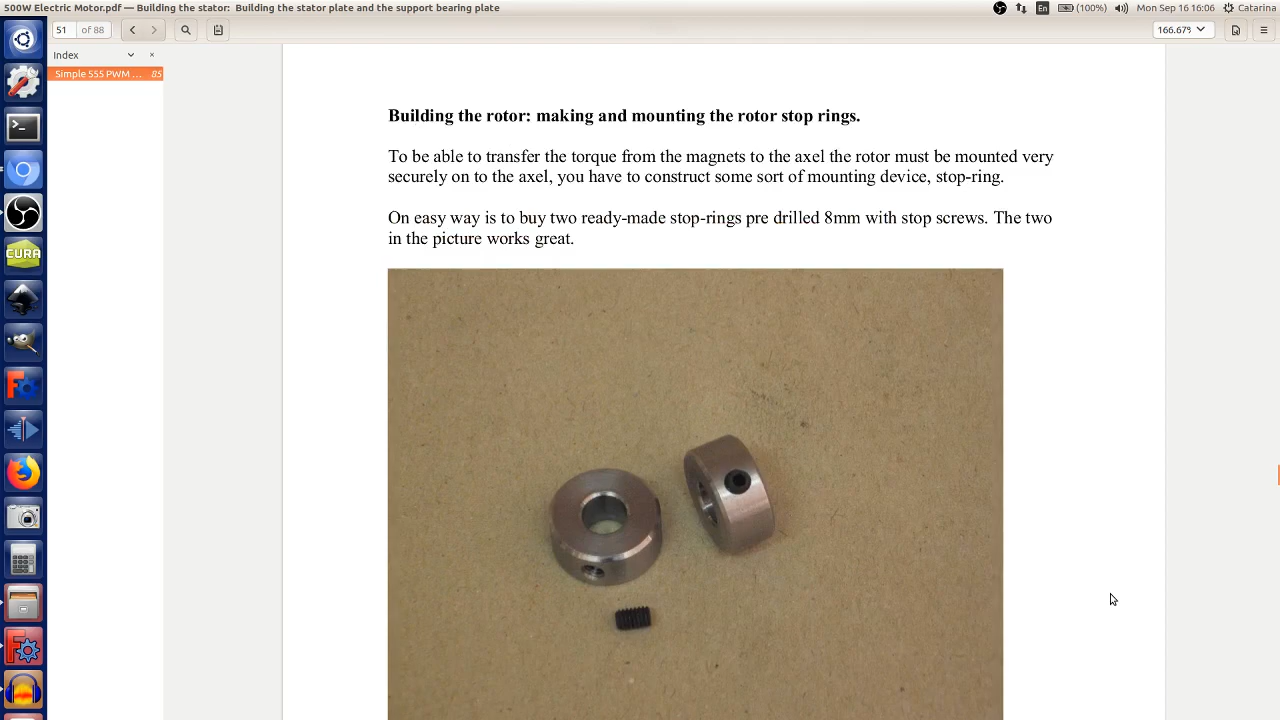 500W Electric Motor.pdf — Building the stator: Building the stator plate and the support bearing plate
En (100%) Mon Sep 16 16:06 Catarina
51 of 88 166.67%
Index
Simple 555 PWM ... 85
Building the rotor: making and mounting the rotor stop rings.
To be able to transfer the torque from the magnets to the axel the rotor must be mounted very
securely on to the axel, you have to construct some sort of mounting device, stop-ring.
On easy way is to buy two ready-made stop-rings pre drilled 8mm with stop screws. The two
in the picture works great.
CURA